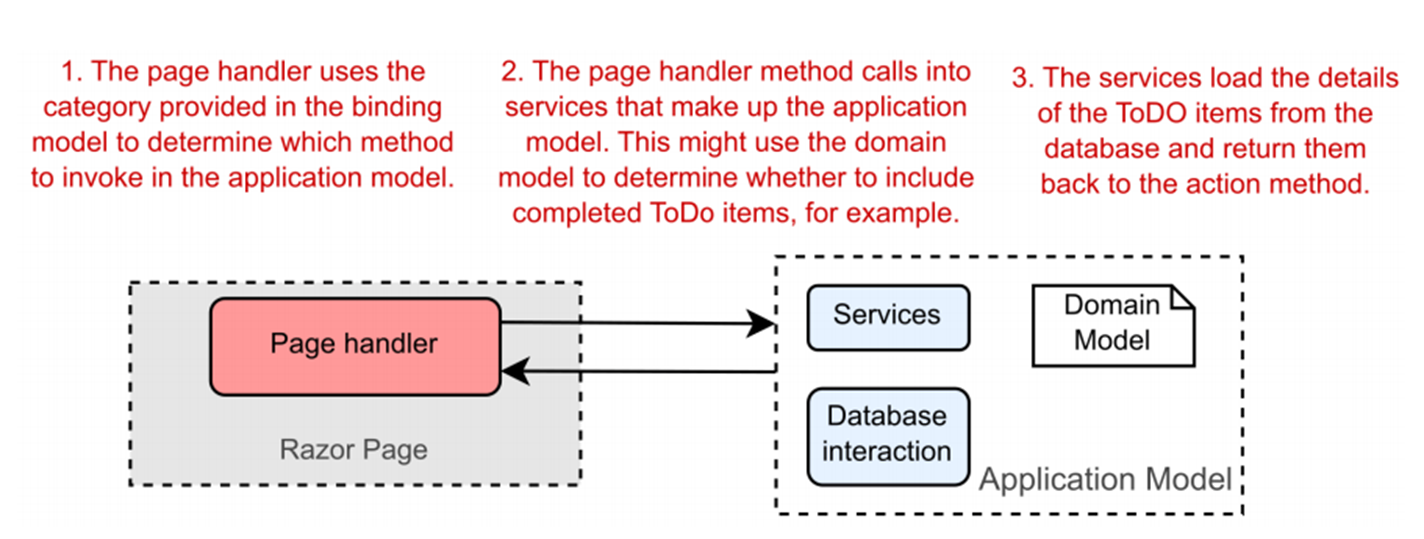 1. The page handler uses the
category provided in the binding
model to determine which method
to invoke in the application model.
2. The page handler method calls into
services that make up the application
model. This might use the domain
model to determine whether to include
completed ToDo items, for example.
3. The services load the details
of the ToDO items from the
database and return them
back to the action method.
Page handler
Razor Page
Services
Domain
Model
Database
interaction
Application Model